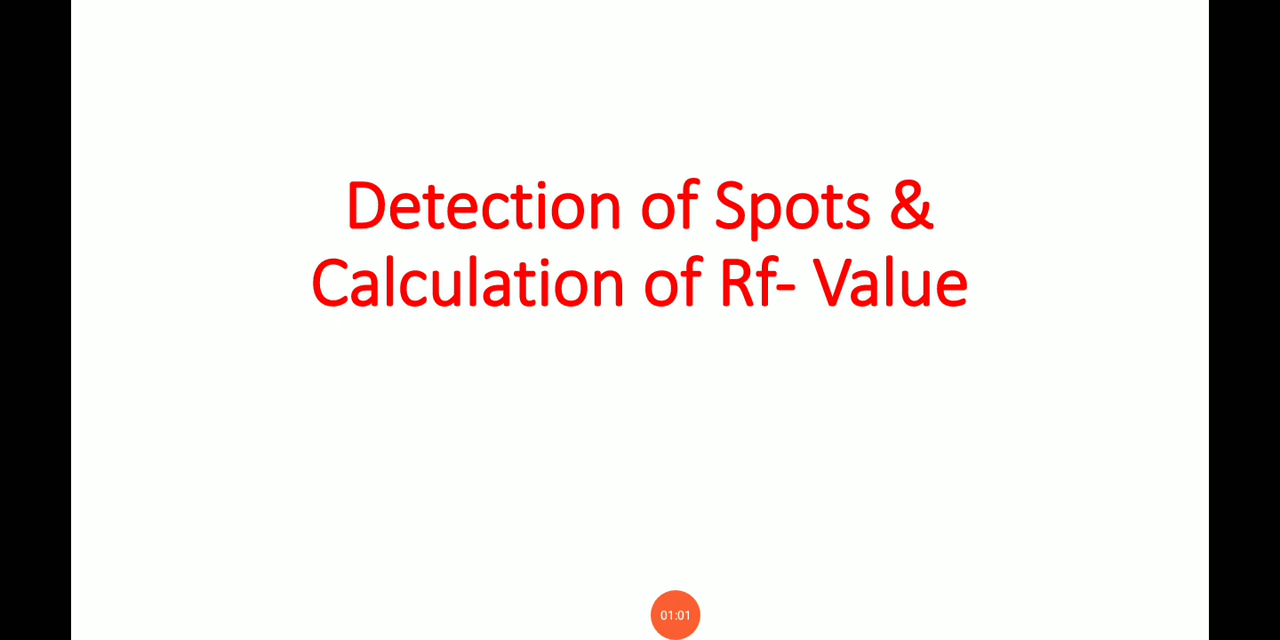 Detection of Spots &
Calculation of Rf- Value
01:01